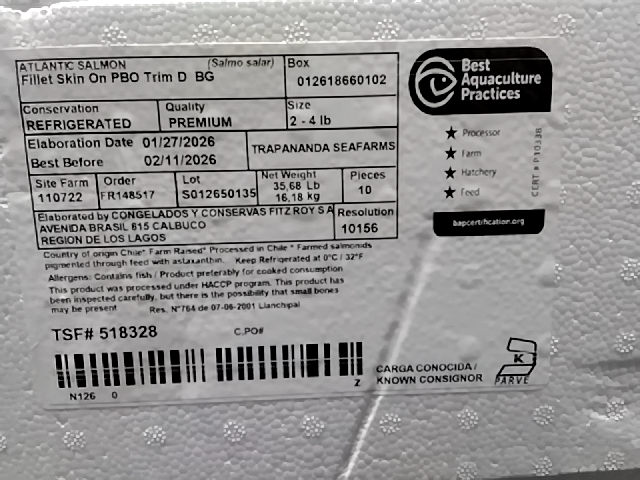 ATLANTIC SALMON (Salmo salar)
Fillet Skin On PBO Trim D BG
Box
012618660102
Conservation
REFRIGERATED
Quality
PREMIUM
Size
2 - 4 lb
Elaboration Date 01/27/2026
Best Before 02/11/2026
TRAPANANDA SEAFARMS
Site Farm
110722
Order
FR148517
Lot
S012650135
Net Weight
35,68 Lb
16,18 kg
Pieces
10
Elaborated by CONGELADOS Y CONSERVAS FITZ ROY S A
AVENIDA BRASIL 615 CALBUCO
REGION DE LOS LAGOS
Resolution
10156
Country of origin Chile* Farm Raised* Processed in Chile * Farmed salmonids
pigmented through feed with astaxanthin. Keep Refrigerated at 0°C / 32°F
Allergens: Contains fish / Product preferably for cooked consumption
This product was processed under HACCP program. This product has
been inspected carefully, but there is the possibility that small bones
may be present Res. N°764 de 07-06-2001 Llanchipal
TSF# 518328
C.PO#
N126 0
Z
Best
Aquaculture
Practices
Processor
Farm
Hatchery
Feed
CERT # P10338
bapcertification.org
CARGA CONOCIDA /
KNOWN CONSIGNOR
K
PARVE